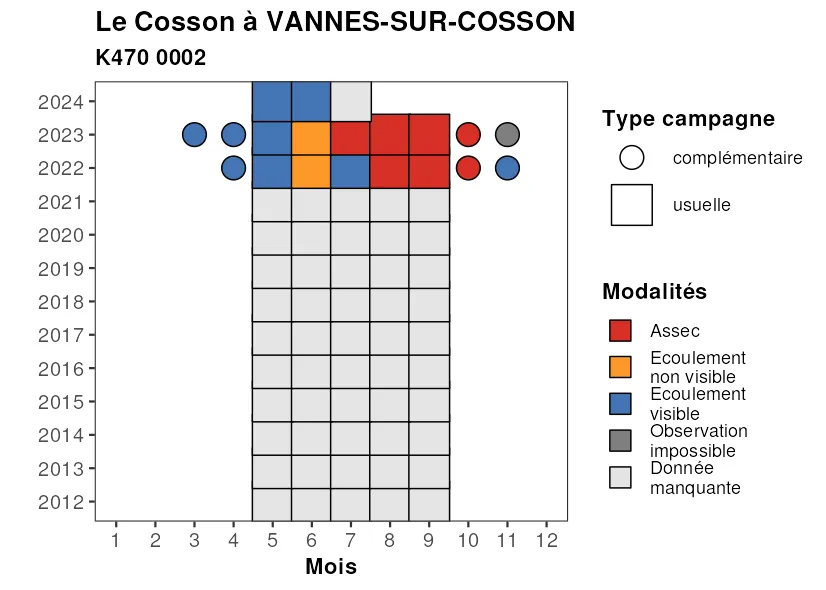 Le Cosson à VANNES-SUR-COSSON
K470 0002
2024
2023
2022
2021
2020
2019
2018
2017
2016
2015
2014
2013
2012
1 2 3 4 5 6 7 8 9 10 11 12
Mois
Type campagne
complémentaire
usuelle
Modalités
Assec
Ecoulement
non visible
Ecoulement
visible
Observation
impossible
Donnée
manquante